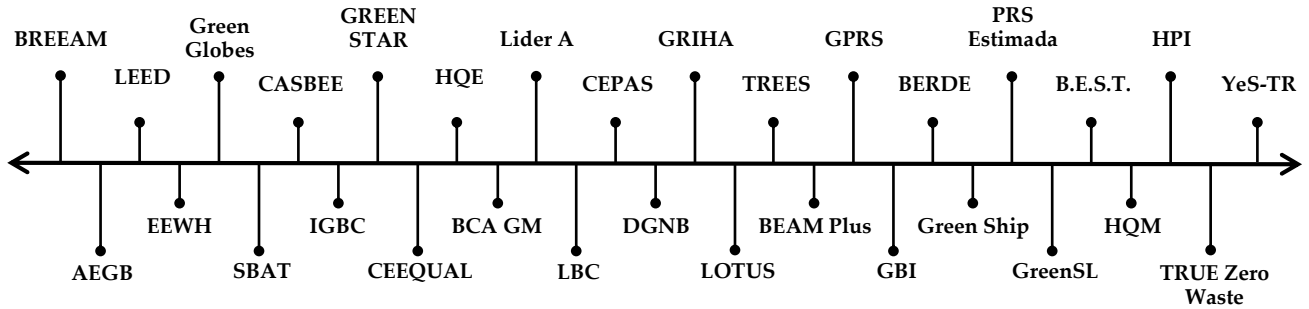 BREEAM
LEED
Green
Globes
CASBEE
GREEN
STAR
HQE
Lider A
CEPAS
GRIHA
TREES
GPRS
BERDE
PRS
Estimada
B.E.S.T.
HPI
YeS-TR
AEGB
EEWH
SBAT
IGBC
CEEQUAL
BCA GM
LBC
DGNB
LOTUS
BEAM Plus
GBI
Green Ship
GreenSL
HQM
TRUE Zero
Waste